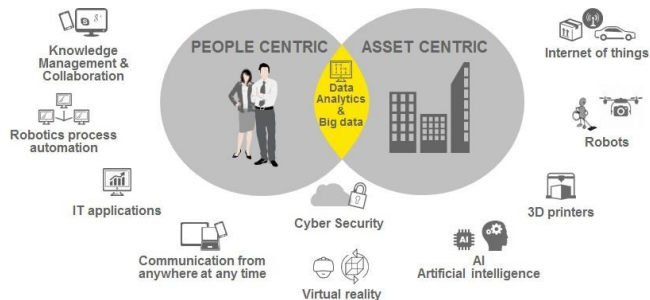 PEOPLE CENTRIC
ASSET CENTRIC
Data
Analytics
&
Big data
Knowledge
Management &
Collaboration
Robotics process
automation
IT applications
Communication from
anywhere at any time
Cyber Security
Virtual reality
AI
AI
Artificial intelligence
3D printers
Robots
Internet of things